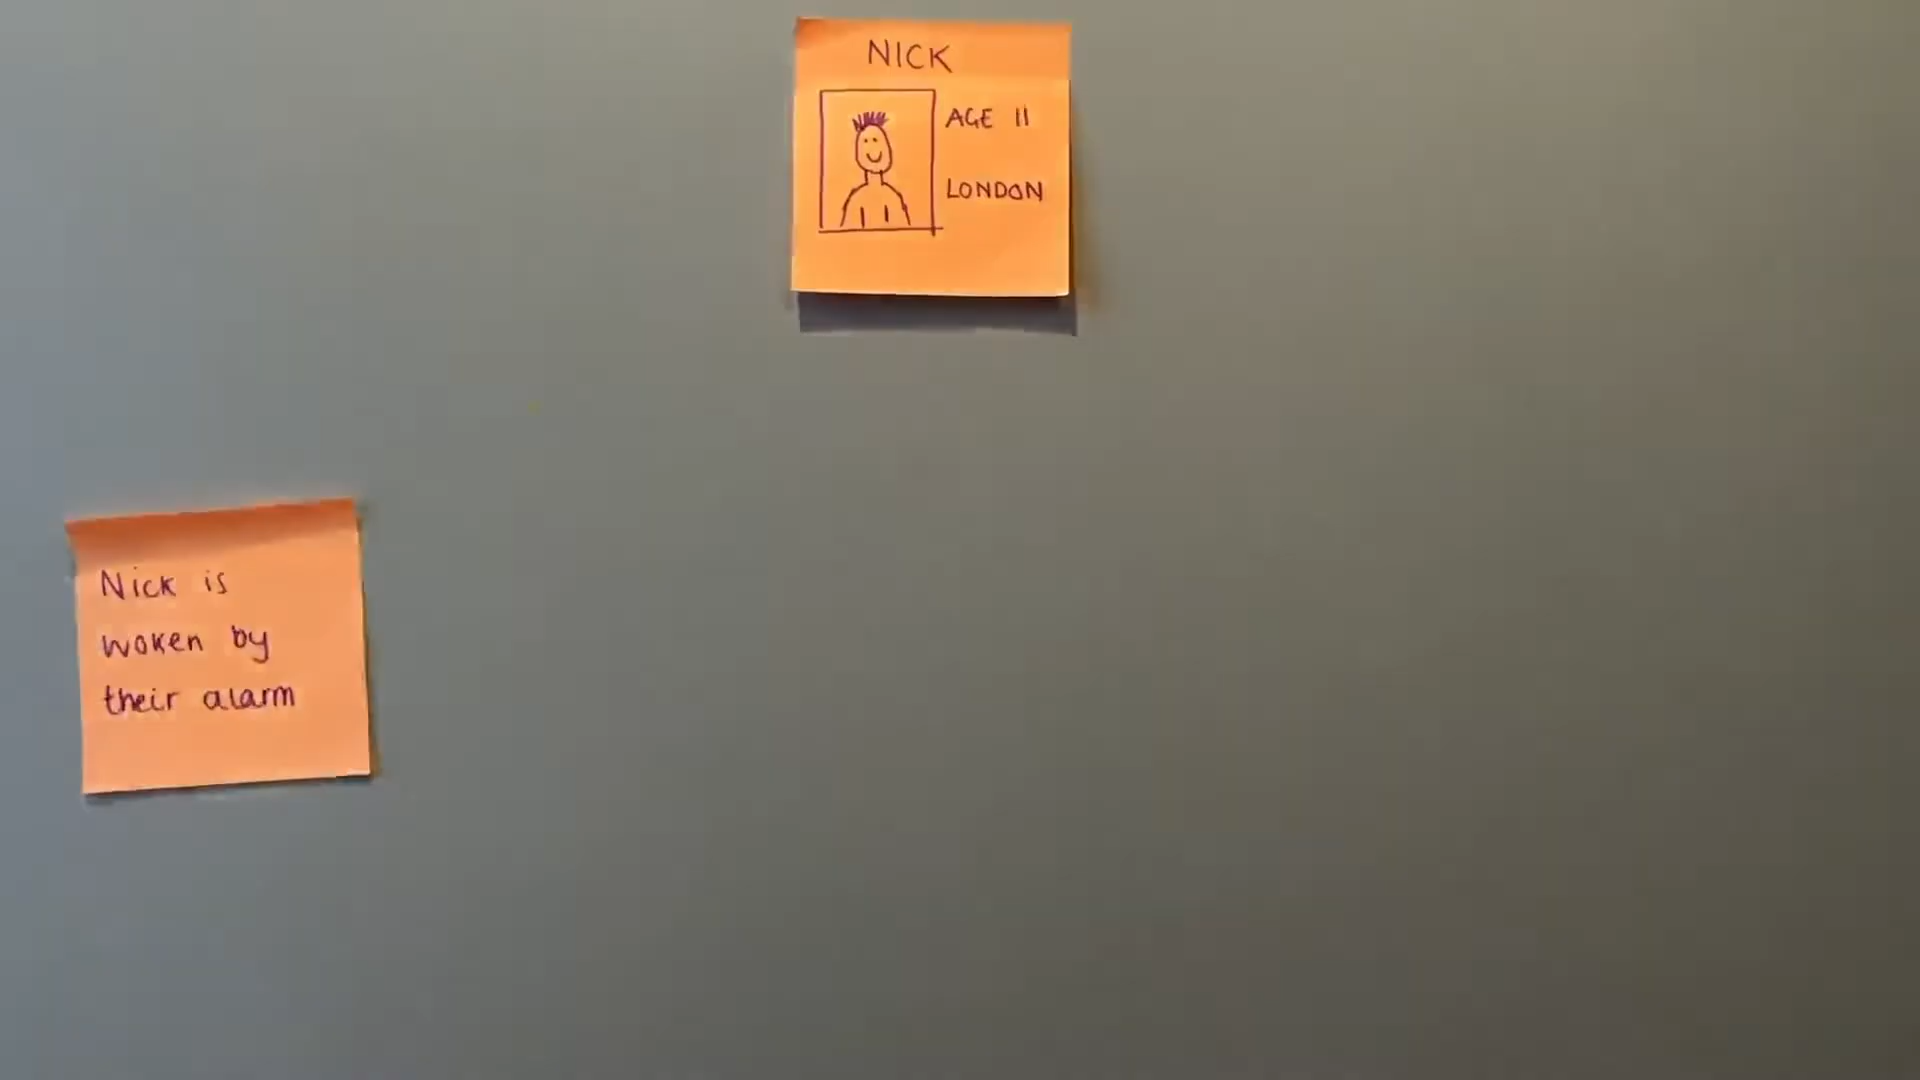 NICK
AGE 11
LONDON
Nick is
woken by
their alarm